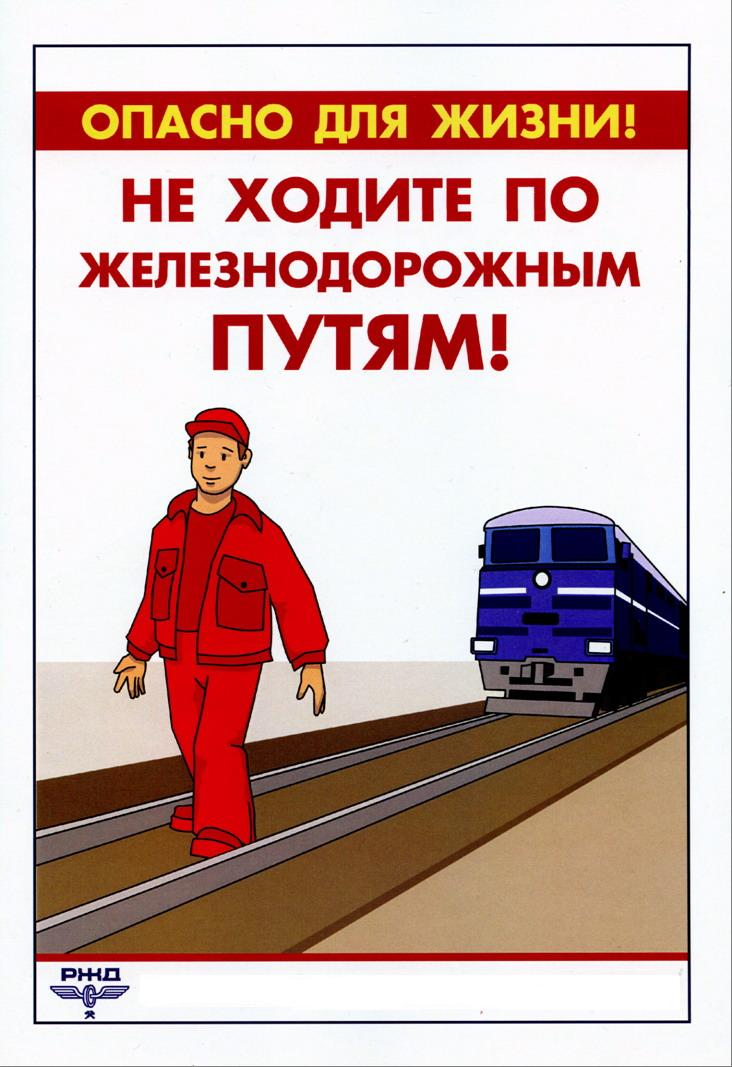 ОПАСНО ДЛЯ ЖИЗНИ!
НЕ ХОДИТЕ ПО
ЖЕЛЕЗНОДОРОЖНЫМ
ПУТЯМ!
РЖД